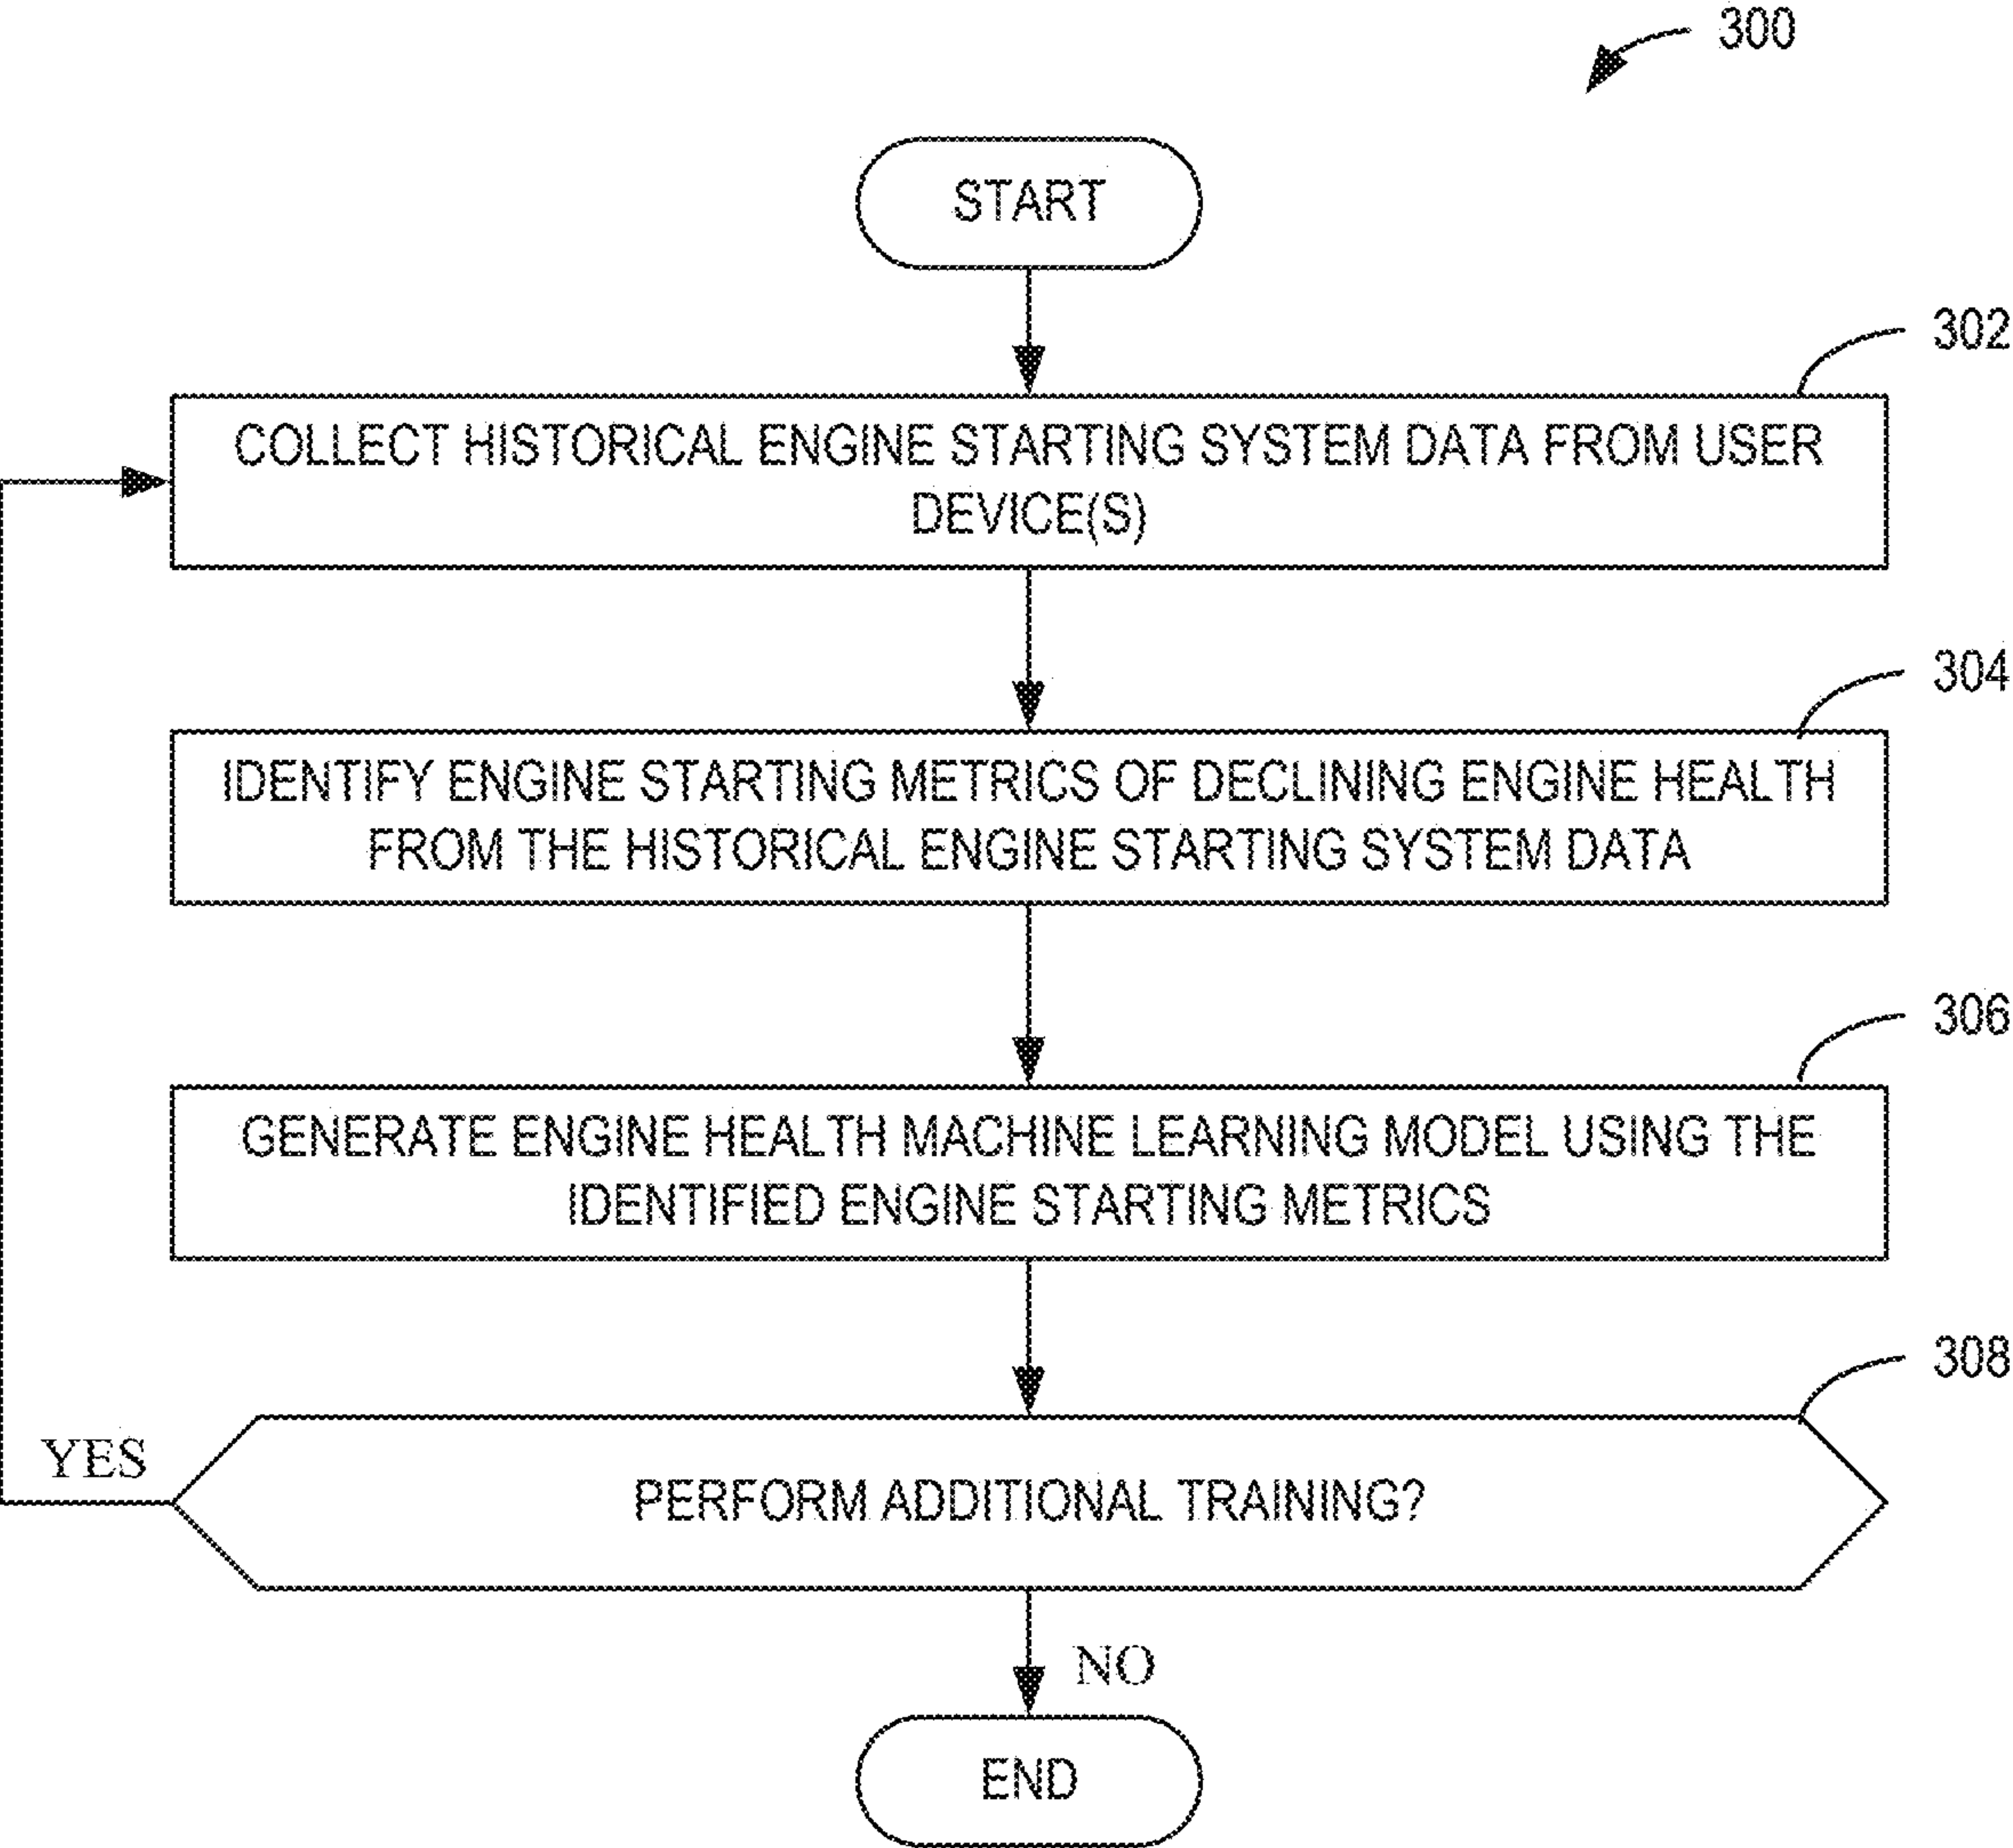 300
START
302
COLLECT HISTORICAL ENGINE STARTING SYSTEM DATA FROM USER
DEVICE(S)
304
IDENTIFY ENGINE STARTING METRICS OF DECLINING ENGINE HEALTH
FROM THE HISTORICAL ENGINE STARTING SYSTEM DATA
306
GENERATE ENGINE HEALTH MACHINE LEARNING MODEL USING THE
IDENTIFIED ENGINE STARTING METRICS
308
YES
PERFORM ADDITIONAL TRAINING?
NO
END